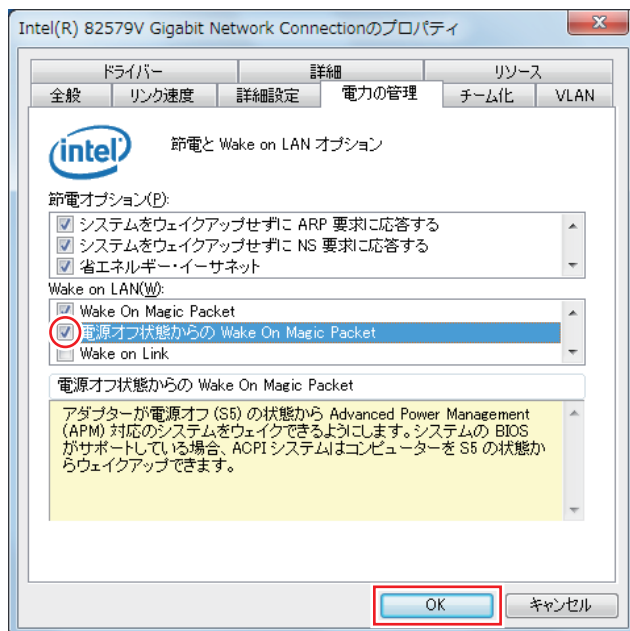 Intel(R) 82579V Gigabit Network Connectionのプロパティ
ドライバー 詳細 リソース
全般 リンク速度 詳細設定 電力の管理 チーム化 VLAN
intel 節電と Wake on LAN オプション
節電オプション(P):
システムをウェイクアップせずに ARP 要求に応答する
システムをウェイクアップせずに NS 要求に応答する
省エネルギー・イーサネット
Wake on LAN(W):
Wake On Magic Packet
電源オフ状態からの Wake On Magic Packet
Wake on Link
電源オフ状態からの Wake On Magic Packet
アダプターが電源オフ (S5) の状態から Advanced Power Management
(APM) 対応のシステムをウェイクできるようにします。システムの BIOS
がサポートしている場合、ACPI システムはコンピューターを S5 の状態か
らウェイクアップできます。
OK キャンセル